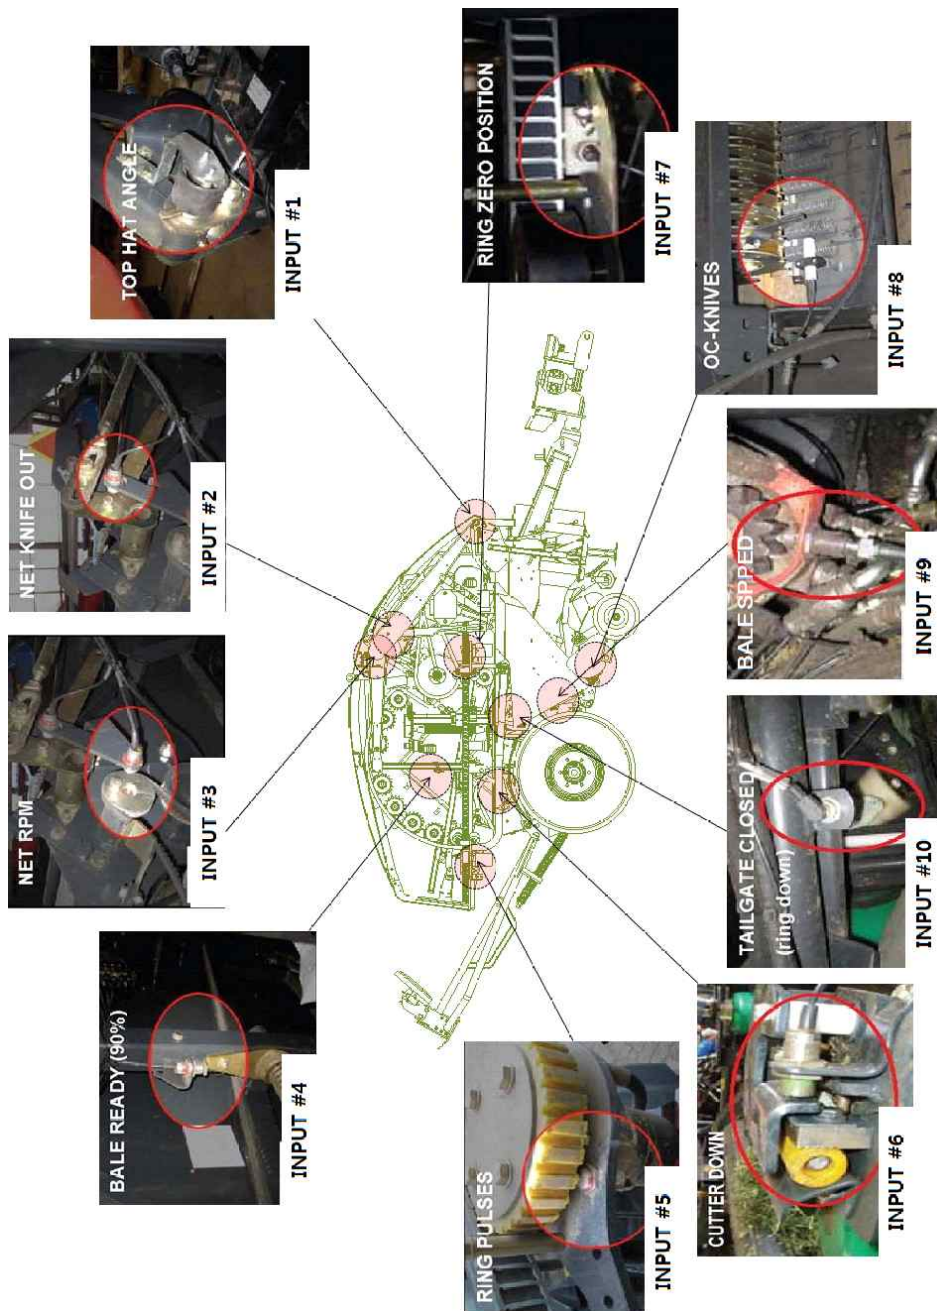 TOP HAT ANGLE
INPUT #1
NET KNIFE OUT
INPUT #2
NET RPM
INPUT #3
BALE READY (90%)
INPUT #4
RING PULSES
INPUT #5
CUTTER DOWN
INPUT #6
RING ZERO POSITION
INPUT #7
OC-KNIVES
INPUT #8
BALE SPPED
INPUT #9
TAILGATE CLOSED
(ring down)
INPUT #10